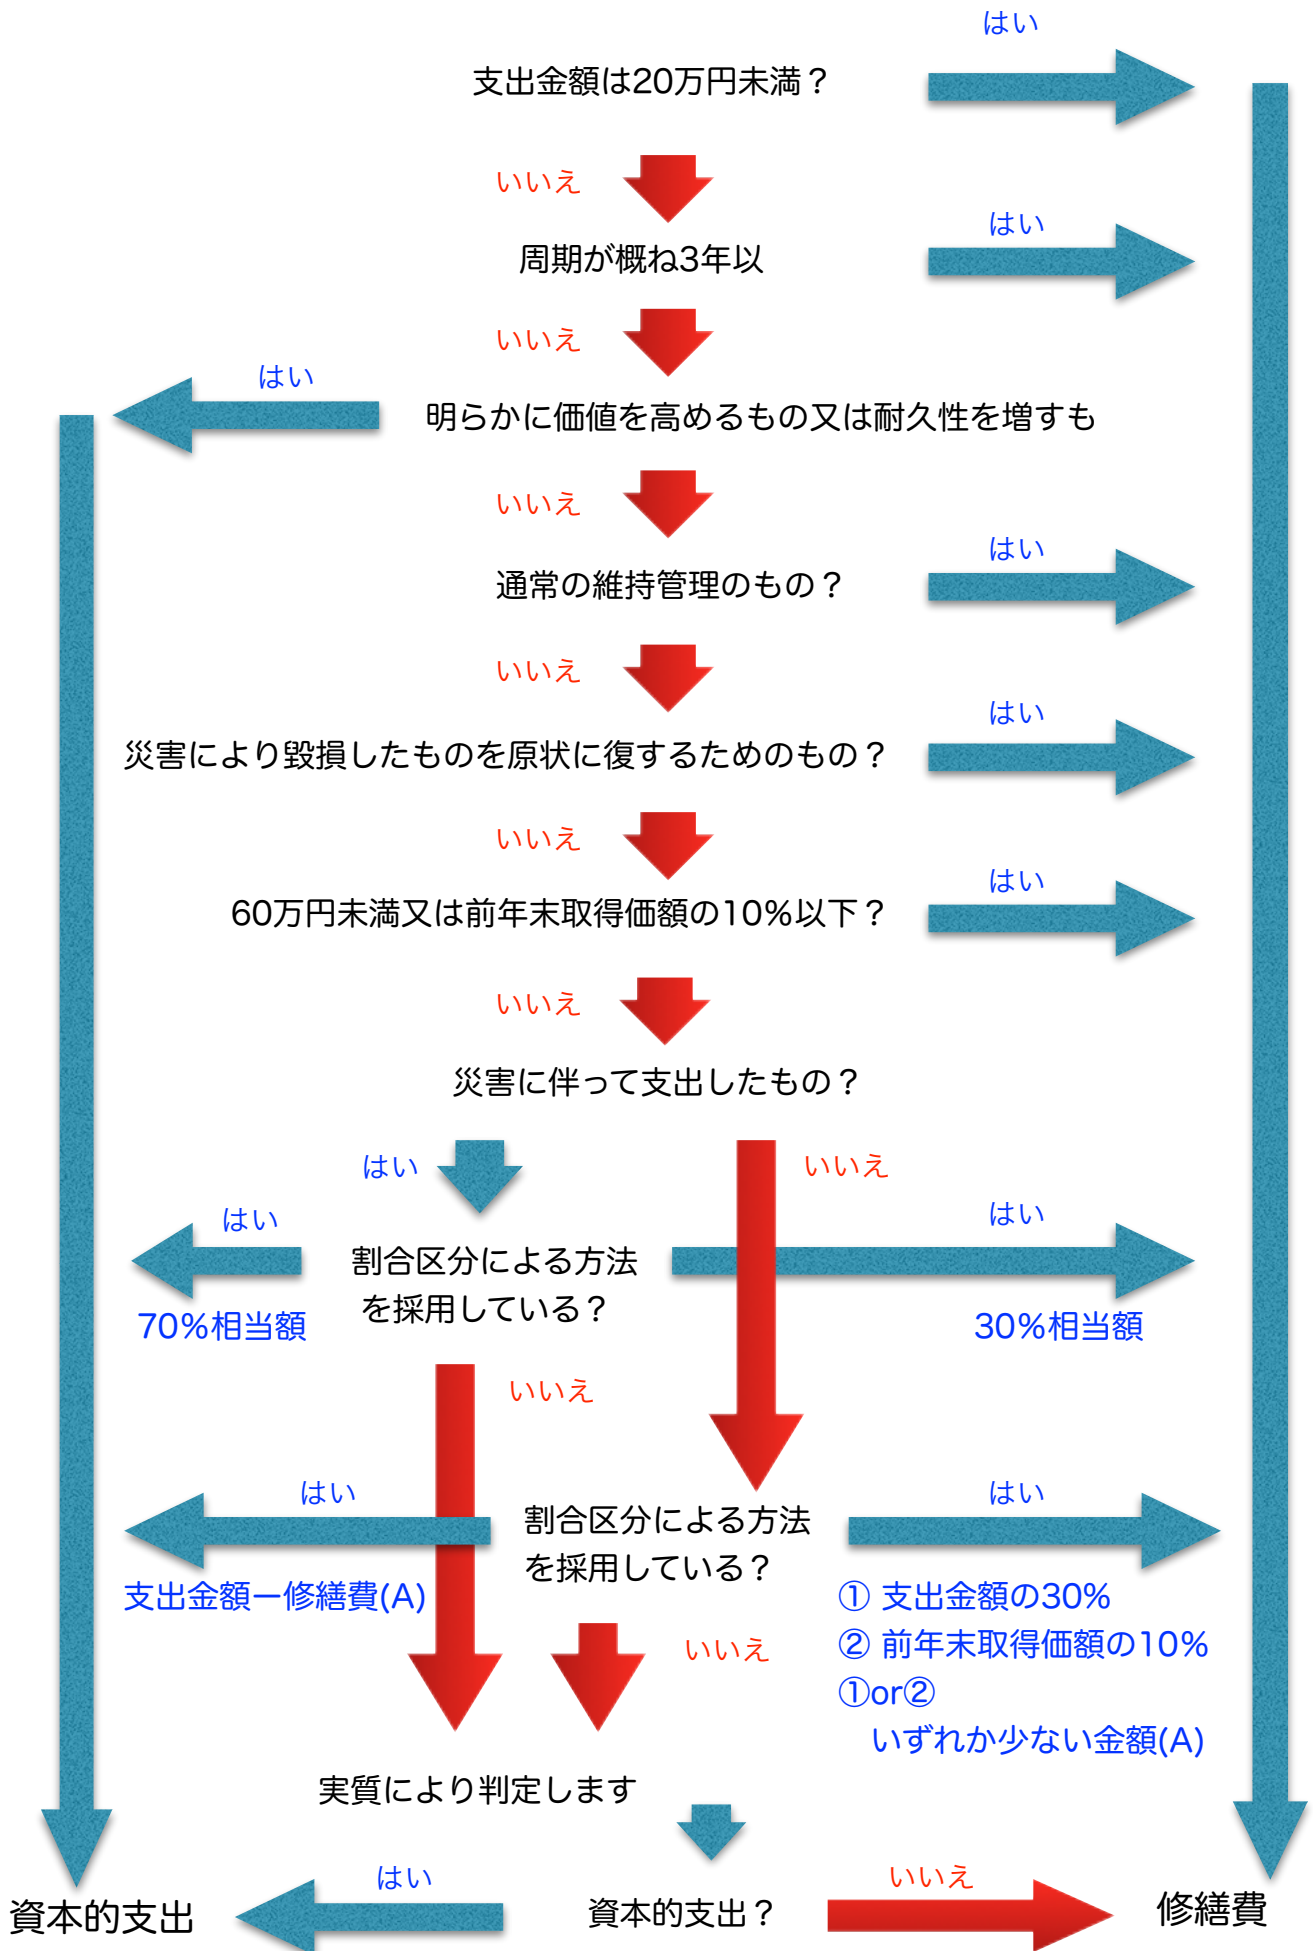 はい
支出金額は20万円未満？
いいえ
はい
周期が概ね3年以
いいえ
はい
明らかに価値を高めるもの又は耐久性を増すも
いいえ
はい
通常の維持管理のもの？
いいえ
はい
災害により毀損したものを原状に復するためのもの？
いいえ
はい
60万円未満又は前年末取得価額の10％以下？
いいえ
災害に伴って支出したもの？
はい
いいえ
はい
はい
割合区分による方法
を採用している？
70％相当額
30％相当額
いいえ
はい
はい
割合区分による方法
を採用している？
支出金額ー修繕費(A)
① 支出金額の30%
② 前年末取得価額の10％
①or②
いずれか少ない金額(A)
いいえ
実質により判定します
はい
いいえ
資本的支出
資本的支出？
修繕費